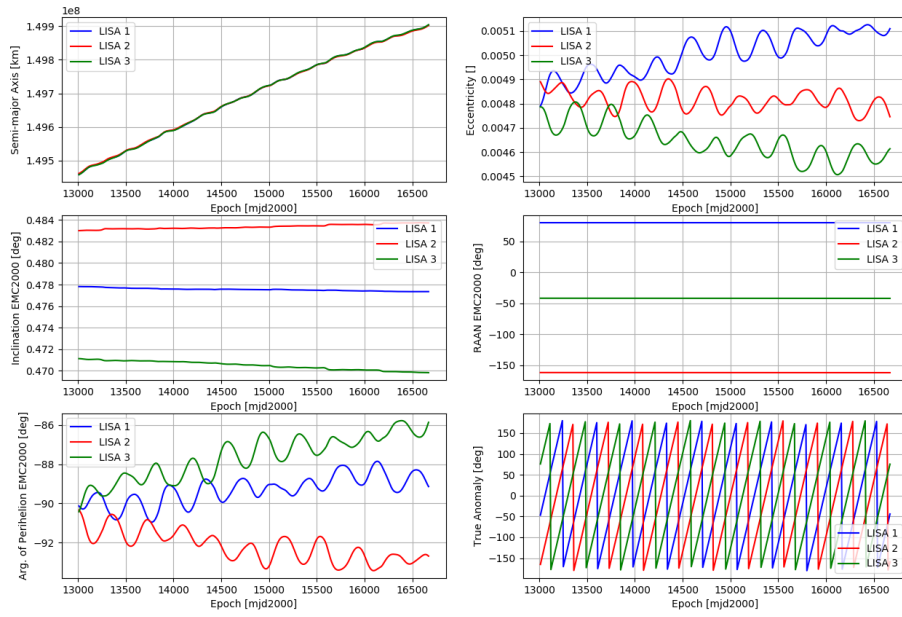 1e8
Semi-major Axis [km]
1.499
1.498
1.497
1.496
1.495
LISA 1
LISA 2
LISA 3
13000 13500 14000 14500 15000 15500 16000 16500
Epoch [mjd2000]
Eccentricity []
0.0051
0.0050
0.0049
0.0048
0.0047
0.0046
0.0045
LISA 1
LISA 2
LISA 3
13000 13500 14000 14500 15000 15500 16000 16500
Epoch [mjd2000]
Inclination EMC2000 [deg]
0.484
0.482
0.480
0.478
0.476
0.474
0.472
0.470
LISA 1
LISA 2
LISA 3
13000 13500 14000 14500 15000 15500 16000 16500
Epoch [mjd2000]
RAAN EMC2000 [deg]
50
0
−50
−100
−150
LISA 1
LISA 2
LISA 3
13000 13500 14000 14500 15000 15500 16000 16500
Epoch [mjd2000]
Arg. of Perihelion EMC2000 [deg]
−86
−88
−90
−92
LISA 1
LISA 2
LISA 3
13000 13500 14000 14500 15000 15500 16000 16500
Epoch [mjd2000]
True Anomaly [deg]
150
100
50
0
−50
−100
−150
LISA 1
LISA 2
LISA 3
13000 13500 14000 14500 15000 15500 16000 16500
Epoch [mjd2000]